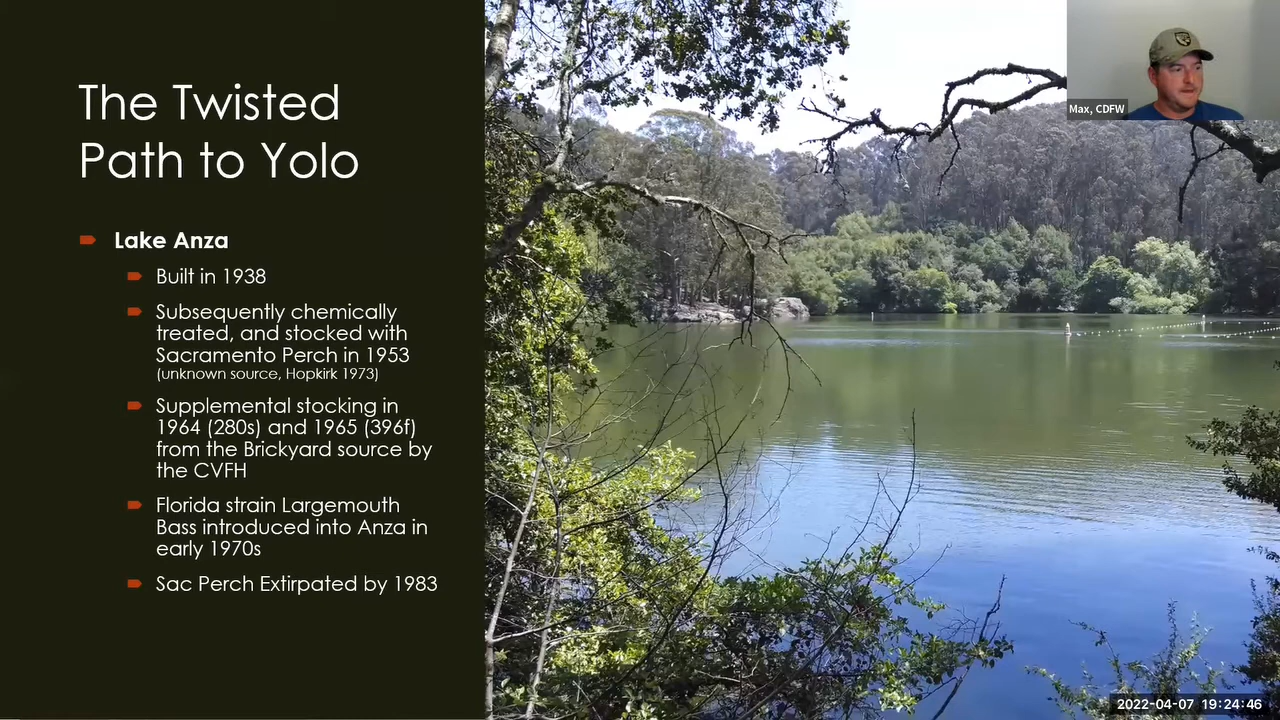 The Twisted
Path to Yolo
Lake Anza
Built in 1938
Subsequently chemically
treated, and stocked with
Sacramento Perch in 1953
(unknown source, Hopkirk 1973)
Supplemental stocking in
1964 (280s) and 1965 (396f)
from the Brickyard source by
the CVFH
Florida strain Largemouth
Bass introduced into Anza in
early 1970s
Sac Perch Extirpated by 1983
Max, CDFW
2022-04-07 19:24:46